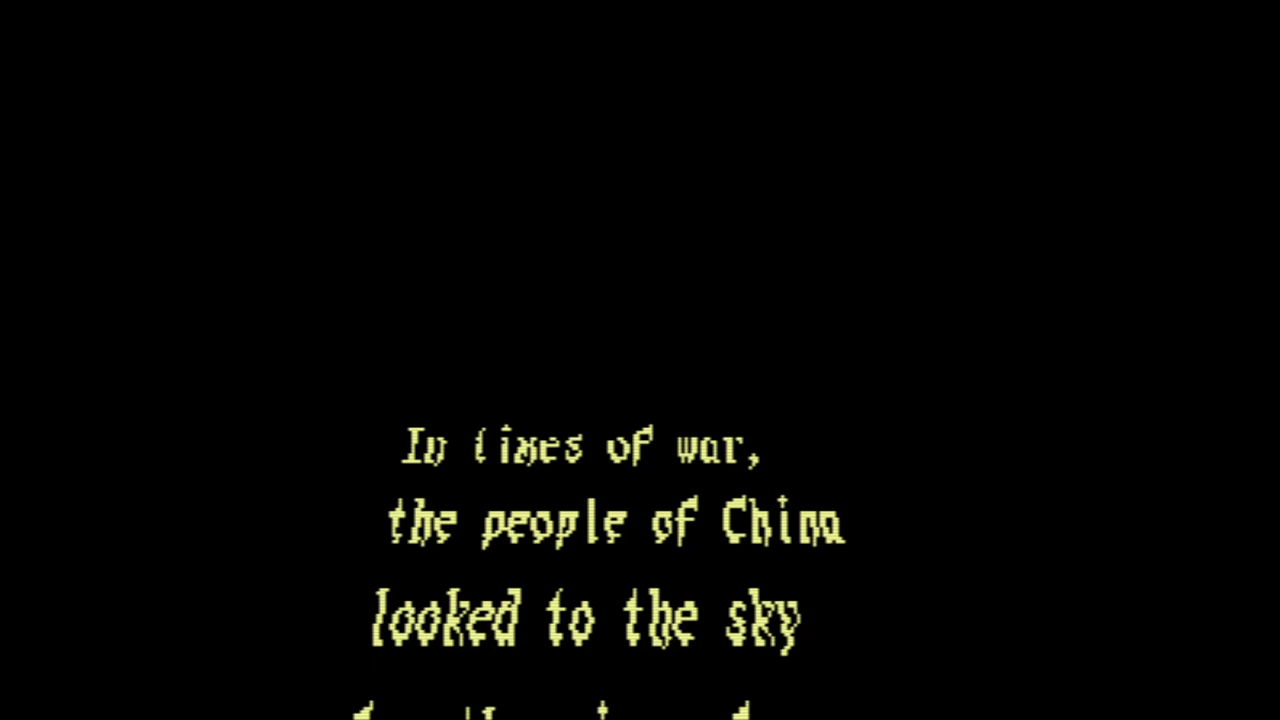 In times of war,
the people of China
looked to the sky